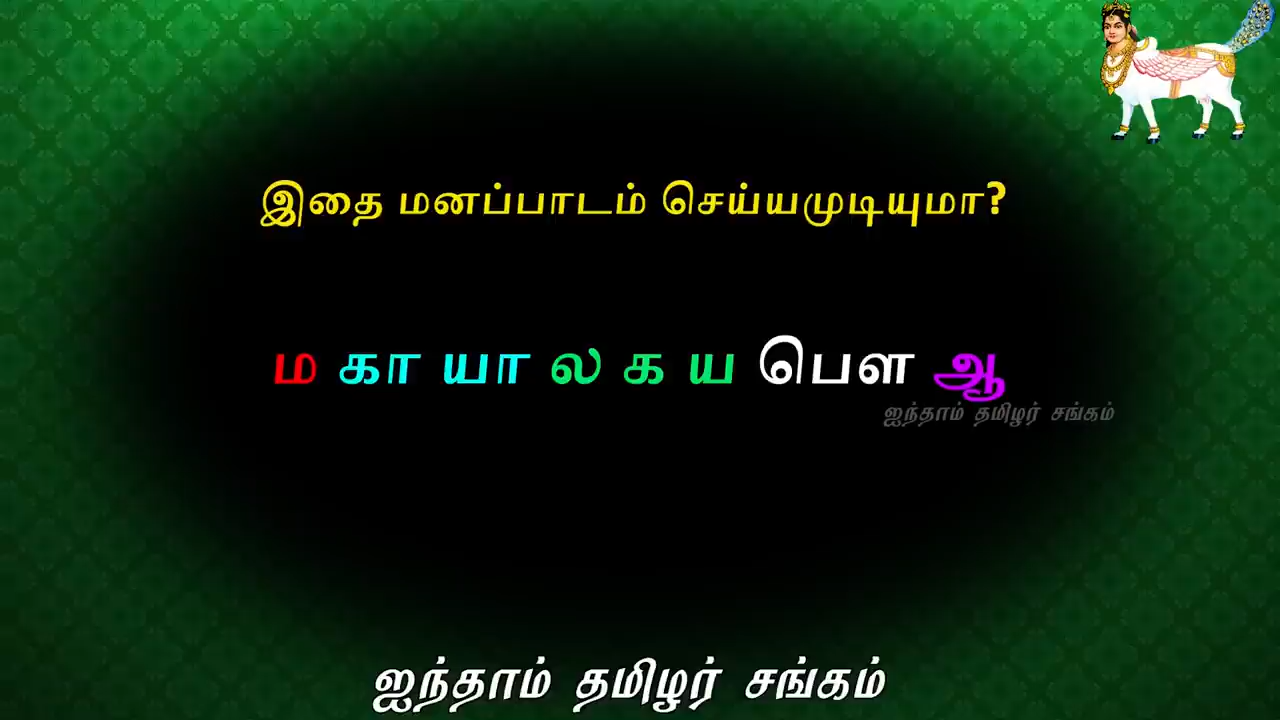 இதை மனப்பாடம் செய்யமுடியுமா?
ம கா யா ல க ய பௌ ஆ
ஐந்தாம் தமிழர் சங்கம்
ஐந்தாம் தமிழர் சங்கம்